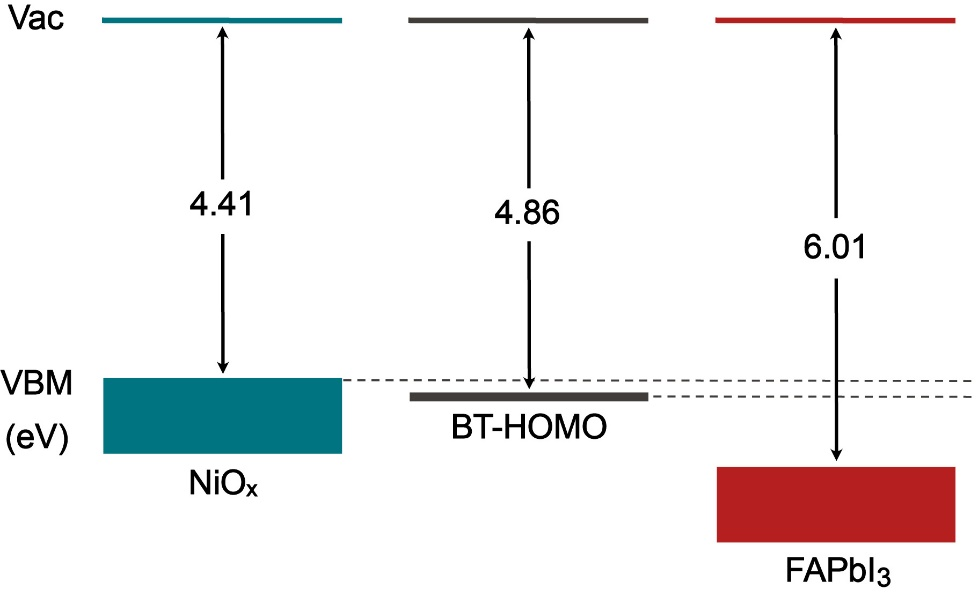 Vac
4.41
4.86
6.01
VBM
(eV)
BT-HOMO
NiOₓ
FAPbI₃